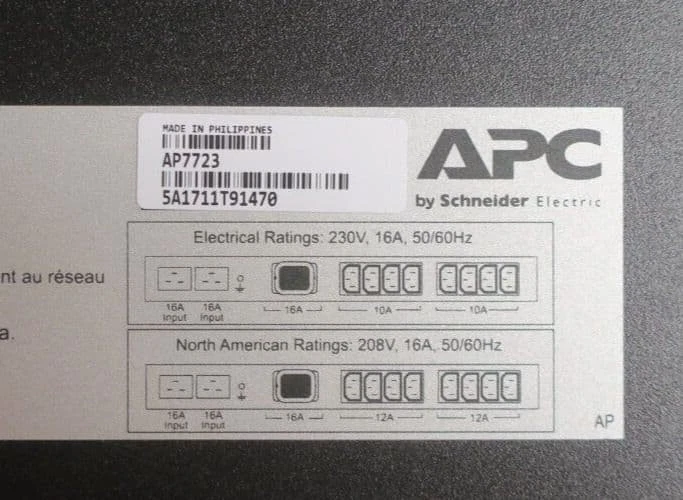 MADE IN PHILIPPINES
AP7723
5A1711T91470
APC
by Schneider Electric
nt au réseau
a.
Electrical Ratings: 230V, 16A, 50/60Hz
16A 16A 16A 10A 10A
Input Input
North American Ratings: 208V, 16A, 50/60Hz
16A 16A 16A 12A 12A
Input Input
AP